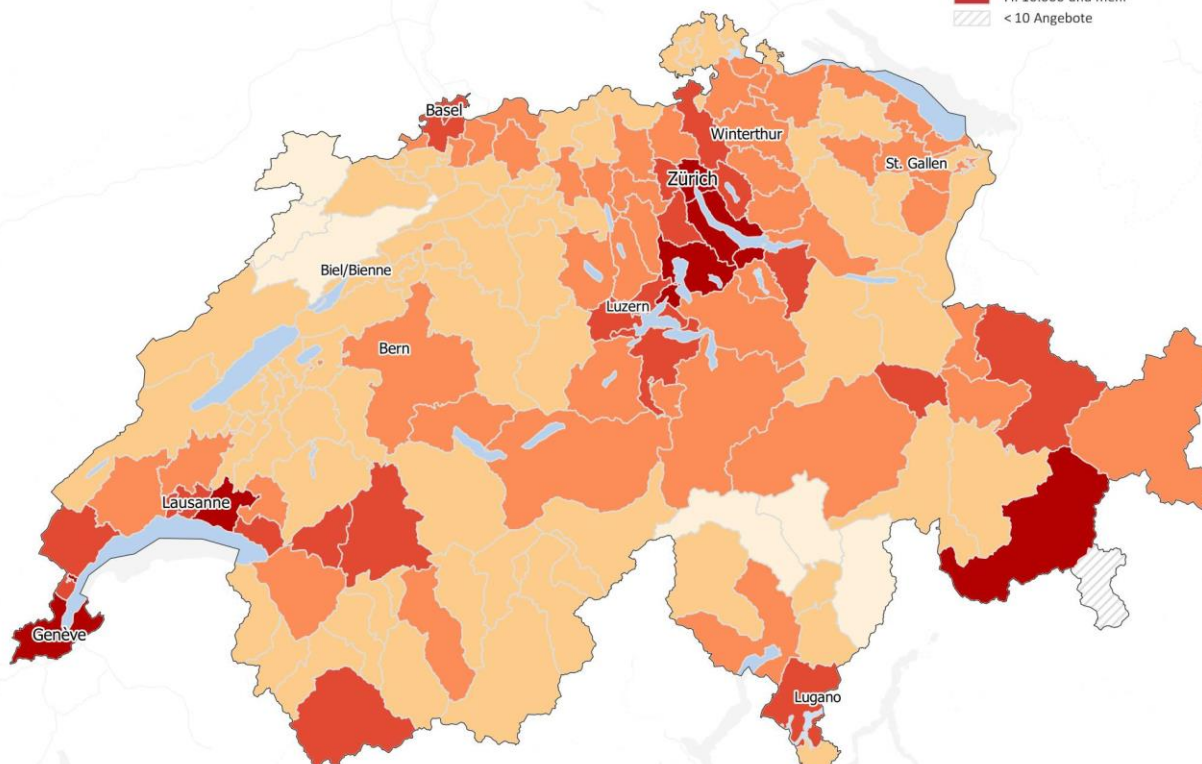 < 10 Angebote
Basel
Winterthur
St. Gallen
Zürich
Biel/Bienne
Luzern
Bern
Lausanne
Genève
Lugano